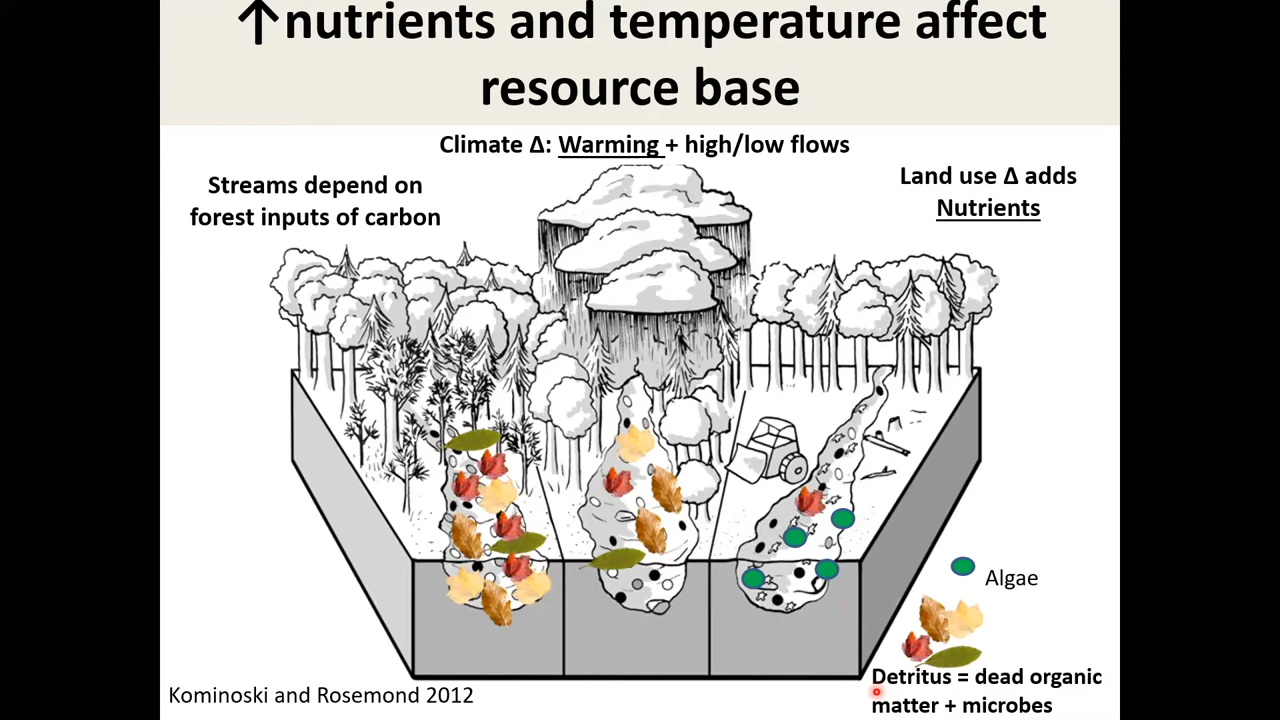 ↑nutrients and temperature affect
resource base
Climate Δ: Warming + high/low flows
Streams depend on
forest inputs of carbon
Land use Δ adds
Nutrients
Algae
Detritus = dead organic
matter + microbes
Kominoski and Rosemond 2012